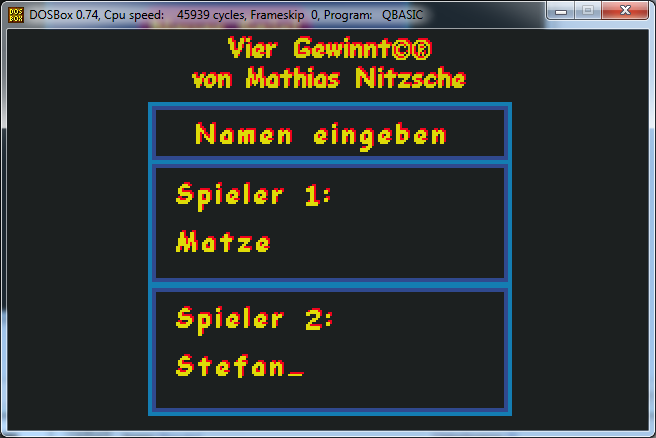 DOSBox 0.74, Cpu speed: 45939 cycles, Frameskip 0, Program: QBASIC
Vier Gewinnt©®
von Mathias Nitzsche
Namen eingeben
Spieler 1:
Matze
Spieler 2:
Stefan_